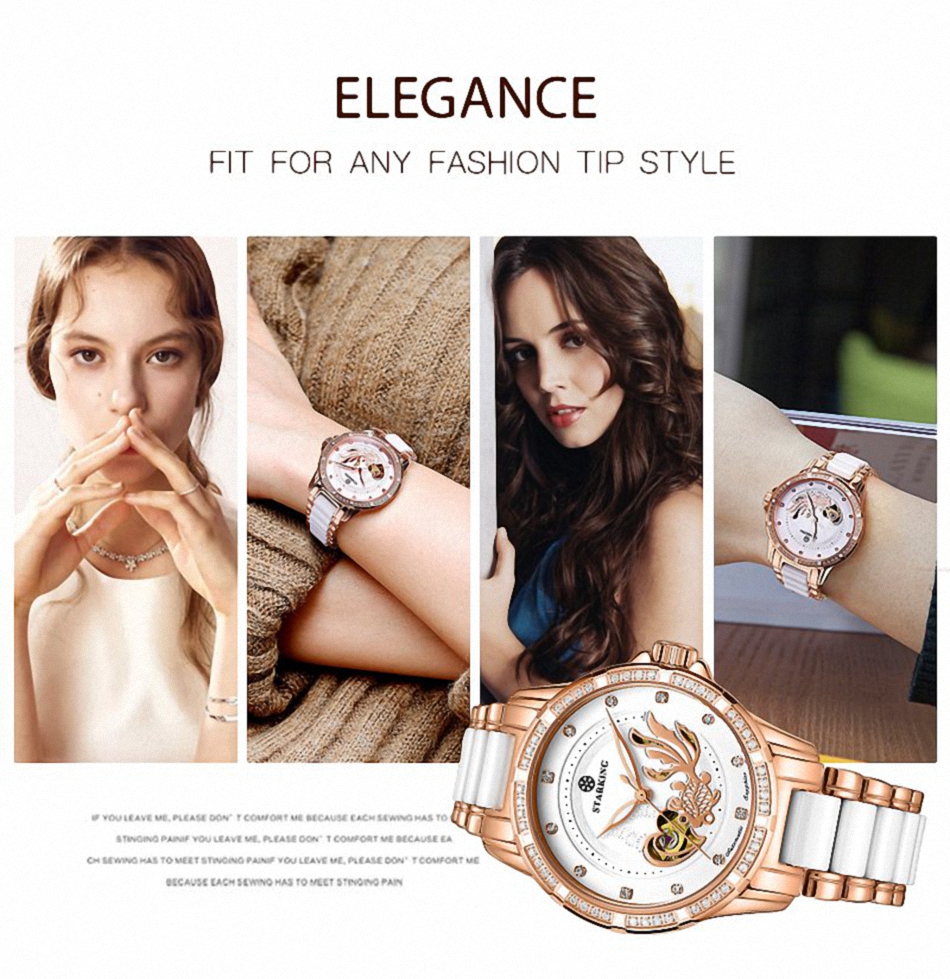 ELEGANCE
FIT FOR ANY FASHION TIP STYLE
STARKING
Sapphire
Automatic
IF YOU LEAVE ME, PLEASE DON'T COMFORT ME BECAUSE EACH SEWING HAS TO
STINGING PAINIF YOU LEAVE ME, PLEASE DON'T COMFORT ME BECAUSE EA
CH SEWING HAS TO MEET STINGING PAINIF YOU LEAVE ME, PLEASE DON'T COMFORT ME
BECAUSE EACH SEWING HAS TO MEET STINGING PAIN